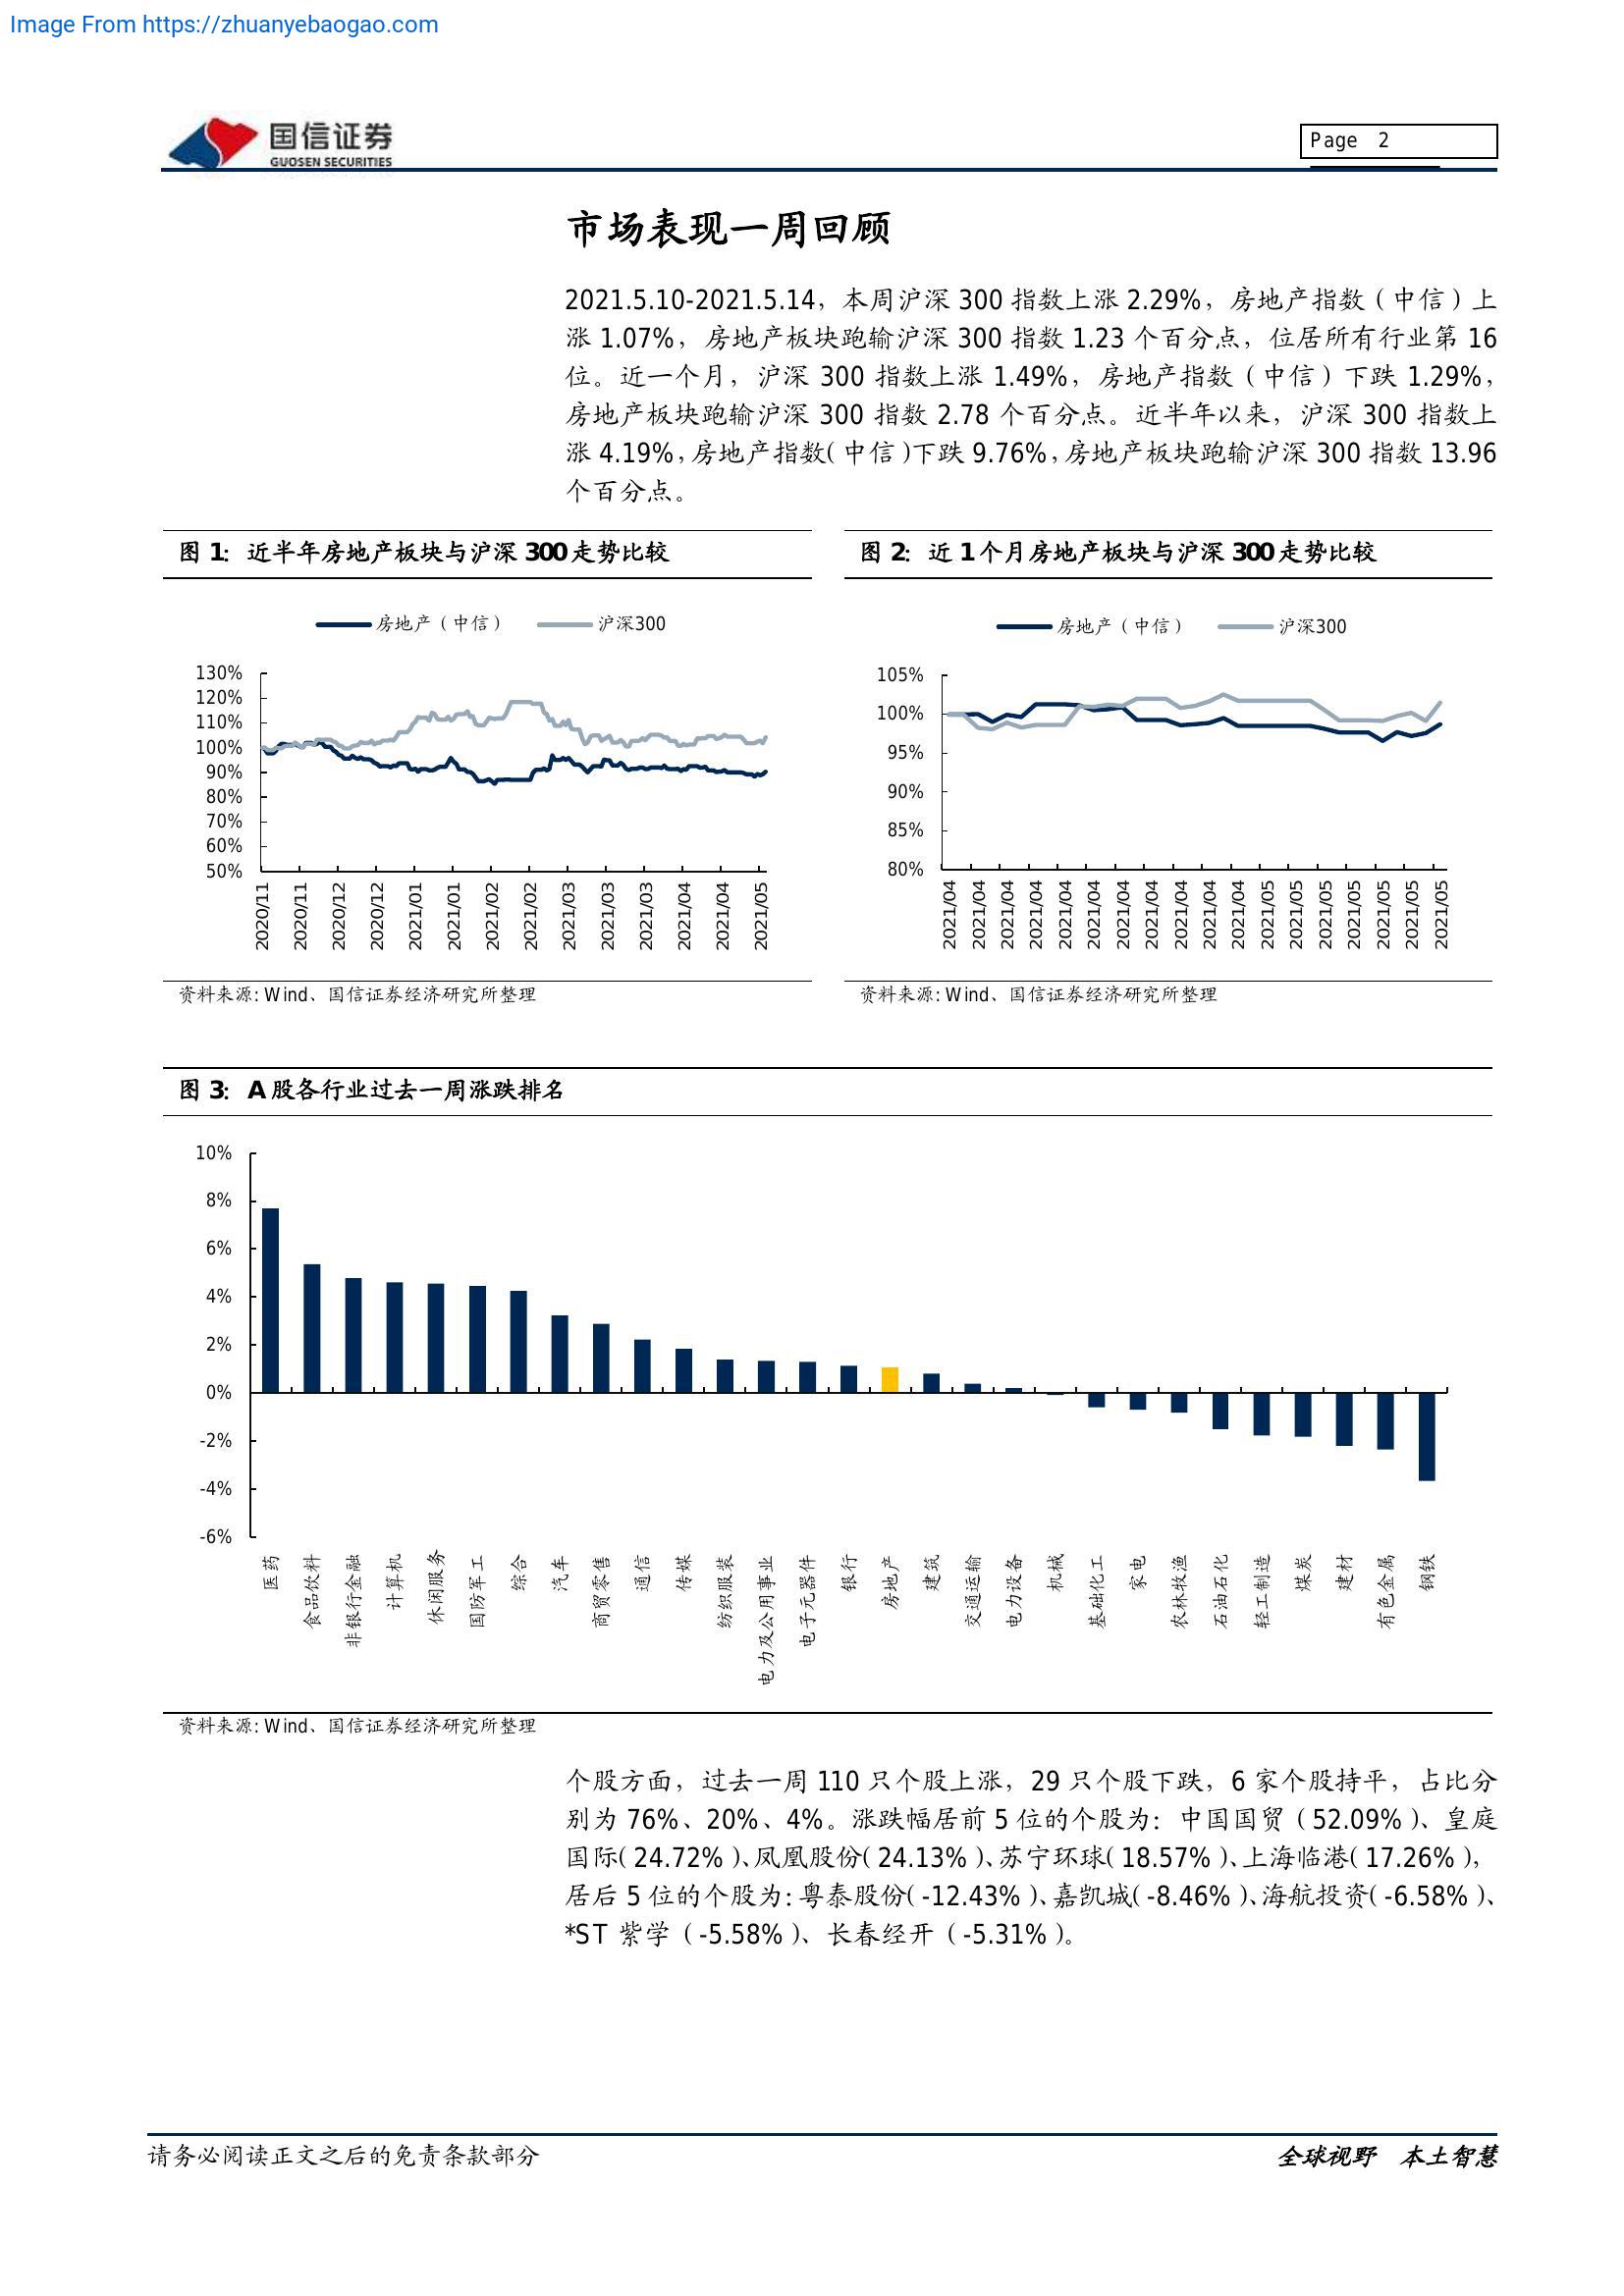 Image From https://zhuanyebaogao.com
国信证券
GUOSEN SECURITIES
Page 2
市场表现一周回顾
2021.5.10-2021.5.14，本周沪深 300 指数上涨 2.29%，房地产指数（中信）上
涨 1.07%，房地产板块跑输沪深 300 指数 1.23 个百分点，位居所有行业第 16
位。近一个月，沪深 300 指数上涨 1.49%，房地产指数（中信）下跌 1.29%，
房地产板块跑输沪深 300 指数 2.78 个百分点。近半年以来，沪深 300 指数上
涨 4.19%，房地产指数（中信）下跌 9.76%，房地产板块跑输沪深 300 指数 13.96
个百分点。
图 1：近半年房地产板块与沪深 300 走势比较
房地产（中信） 沪深300
130%
120%
110%
100%
90%
80%
70%
60%
50%
2020/11 2020/11 2020/12 2020/12 2021/01 2021/01 2021/02 2021/02 2021/03 2021/03 2021/03 2021/04 2021/04 2021/05
资料来源：Wind、国信证券经济研究所整理
图 2：近 1 个月房地产板块与沪深 300 走势比较
房地产（中信） 沪深300
105%
100%
95%
90%
85%
80%
2021/04 2021/04 2021/04 2021/04 2021/04 2021/04 2021/04 2021/04 2021/04 2021/04 2021/04 2021/05 2021/05 2021/05 2021/05 2021/05 2021/05 2021/05
资料来源：Wind、国信证券经济研究所整理
图 3：A 股各行业过去一周涨跌排名
10%
8%
6%
4%
2%
0%
-2%
-4%
-6%
医药 食品饮料 非银行金融 计算机 休闲服务 国防军工 综合 汽车 商贸零售 通信 传媒 纺织服装 电力及公用事业 电子元器件 银行 房地产 建筑 交通运输 电力设备 机械 基础化工 家电 农林牧渔 石油石化 轻工制造 煤炭 建材 有色金属 钢铁
资料来源：Wind、国信证券经济研究所整理
个股方面，过去一周 110 只个股上涨，29 只个股下跌，6 家个股持平，占比分
别为 76%、20%、4%。涨跌幅居前 5 位的个股为：中国国贸（52.09%）、皇庭
国际（24.72%）、凤凰股份（24.13%）、苏宁环球（18.57%）、上海临港（17.26%），
居后 5 位的个股为：粤泰股份（-12.43%）、嘉凯城（-8.46%）、海航投资（-6.58%）、
*ST 紫学（-5.58%）、长春经开（-5.31%）。
请务必阅读正文之后的免责条款部分
全球视野 本土智慧